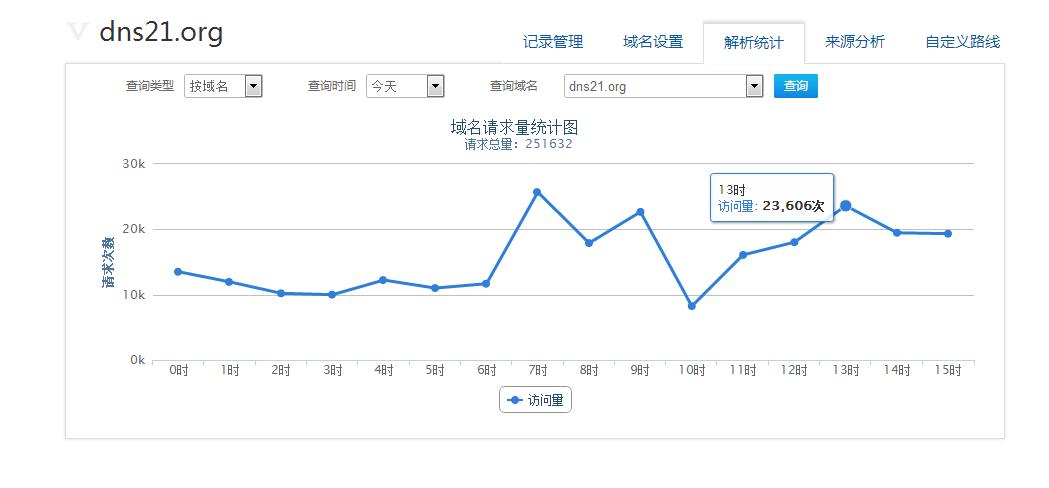 V dns21.org
记录管理 域名设置 解析统计 来源分析 自定义路线
查询类型 按域名 查询时间 今天 查询域名 dns21.org 查询
域名请求量统计图
请求总量：251632
30k
20k
10k
0k
请求次数
13时
访问量: 23,606次
0时 1时 2时 3时 4时 5时 6时 7时 8时 9时 10时 11时 12时 13时 14时 15时
访问量